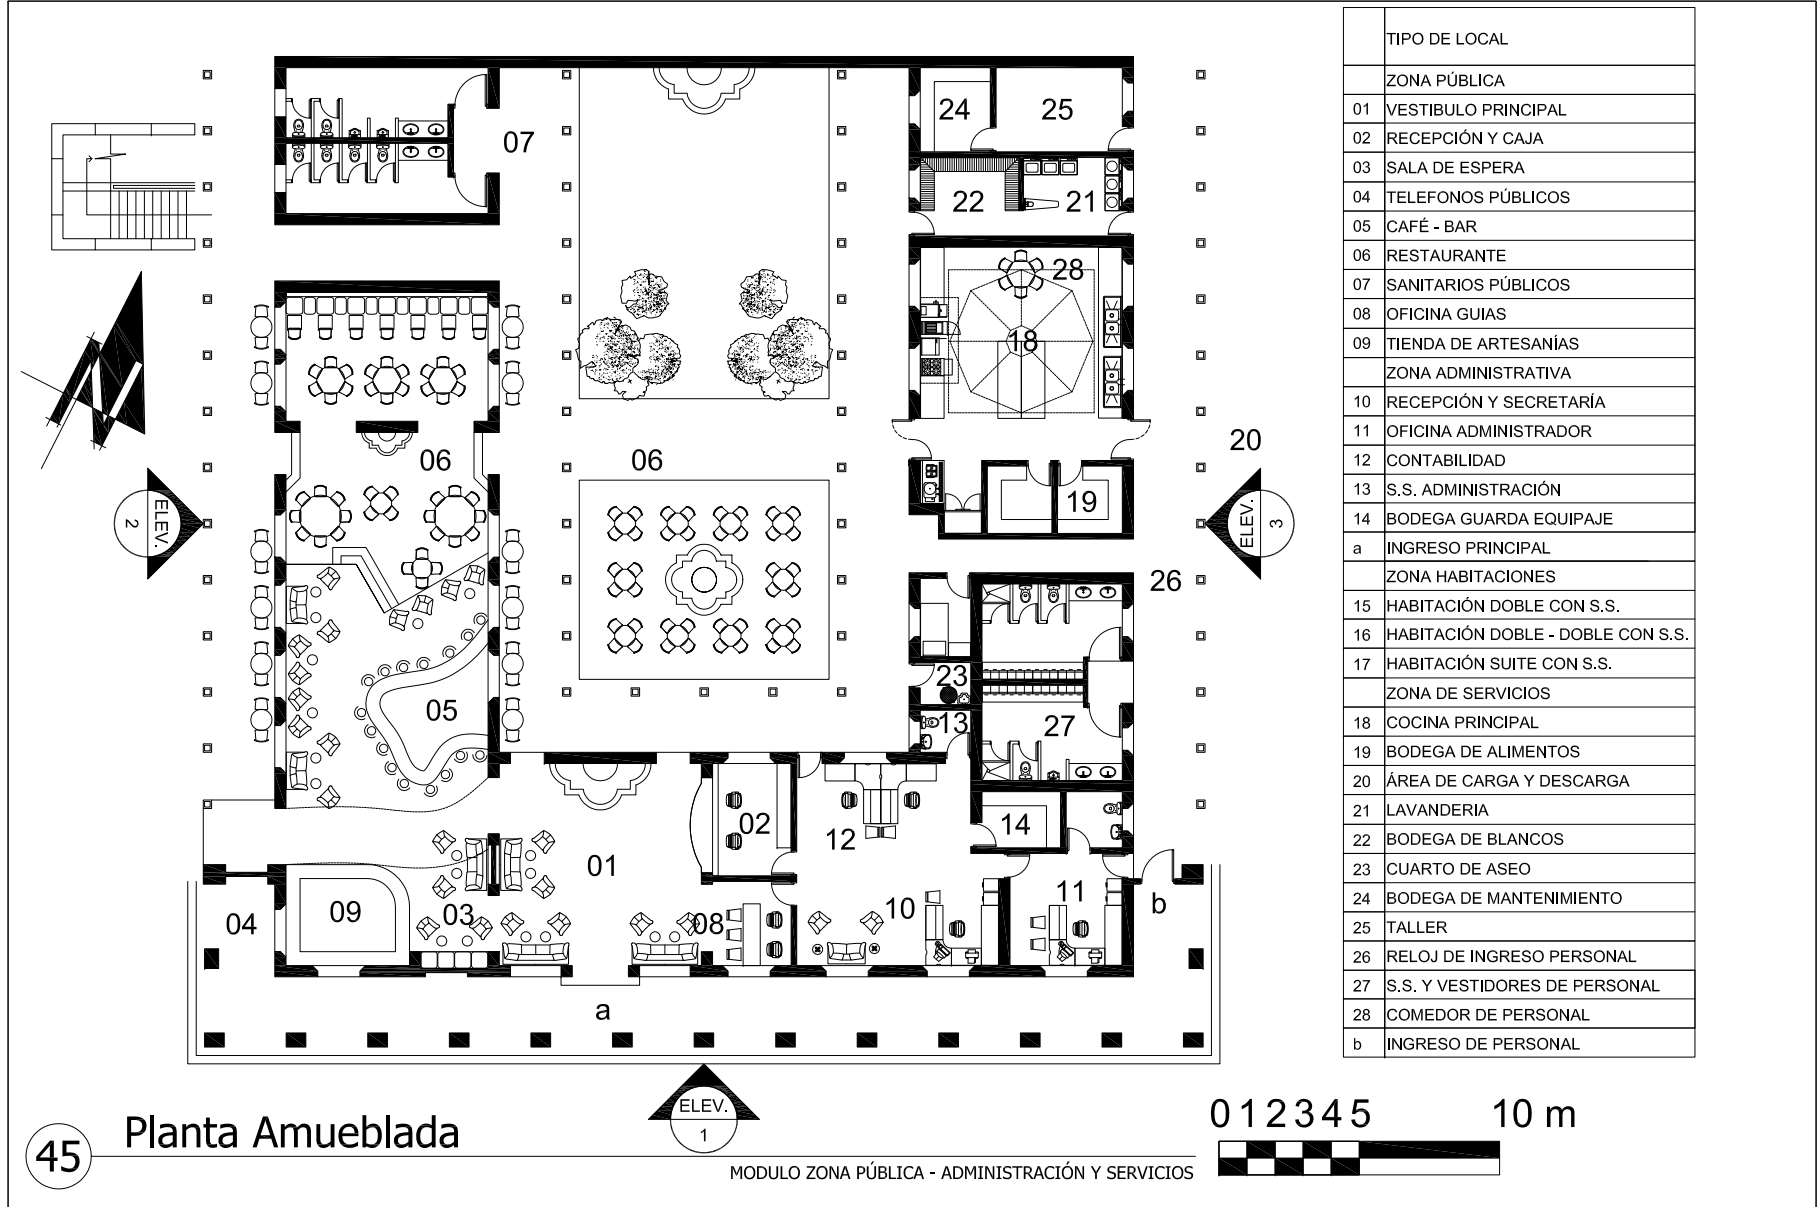 24
25
07
22
21
28
18
06
06
20
19
ELEV.
2
ELEV.
3
26
23
05
13
27
02
14
12
01
11
09
03
08
10
04
b
a
ELEV.
1
45
Planta Amueblada
MODULO ZONA PÚBLICA - ADMINISTRACIÓN Y SERVICIOS
0 1 2 3 4 5 10 m
TIPO DE LOCAL
ZONA PÚBLICA
01 VESTIBULO PRINCIPAL
02 RECEPCIÓN Y CAJA
03 SALA DE ESPERA
04 TELEFONOS PÚBLICOS
05 CAFÉ - BAR
06 RESTAURANTE
07 SANITARIOS PÚBLICOS
08 OFICINA GUIAS
09 TIENDA DE ARTESANÍAS
ZONA ADMINISTRATIVA
10 RECEPCIÓN Y SECRETARÍA
11 OFICINA ADMINISTRADOR
12 CONTABILIDAD
13 S.S. ADMINISTRACIÓN
14 BODEGA GUARDA EQUIPAJE
a INGRESO PRINCIPAL
ZONA HABITACIONES
15 HABITACIÓN DOBLE CON S.S.
16 HABITACIÓN DOBLE - DOBLE CON S.S.
17 HABITACIÓN SUITE CON S.S.
ZONA DE SERVICIOS
18 COCINA PRINCIPAL
19 BODEGA DE ALIMENTOS
20 ÁREA DE CARGA Y DESCARGA
21 LAVANDERIA
22 BODEGA DE BLANCOS
23 CUARTO DE ASEO
24 BODEGA DE MANTENIMIENTO
25 TALLER
26 RELOJ DE INGRESO PERSONAL
27 S.S. Y VESTIDORES DE PERSONAL
28 COMEDOR DE PERSONAL
b INGRESO DE PERSONAL